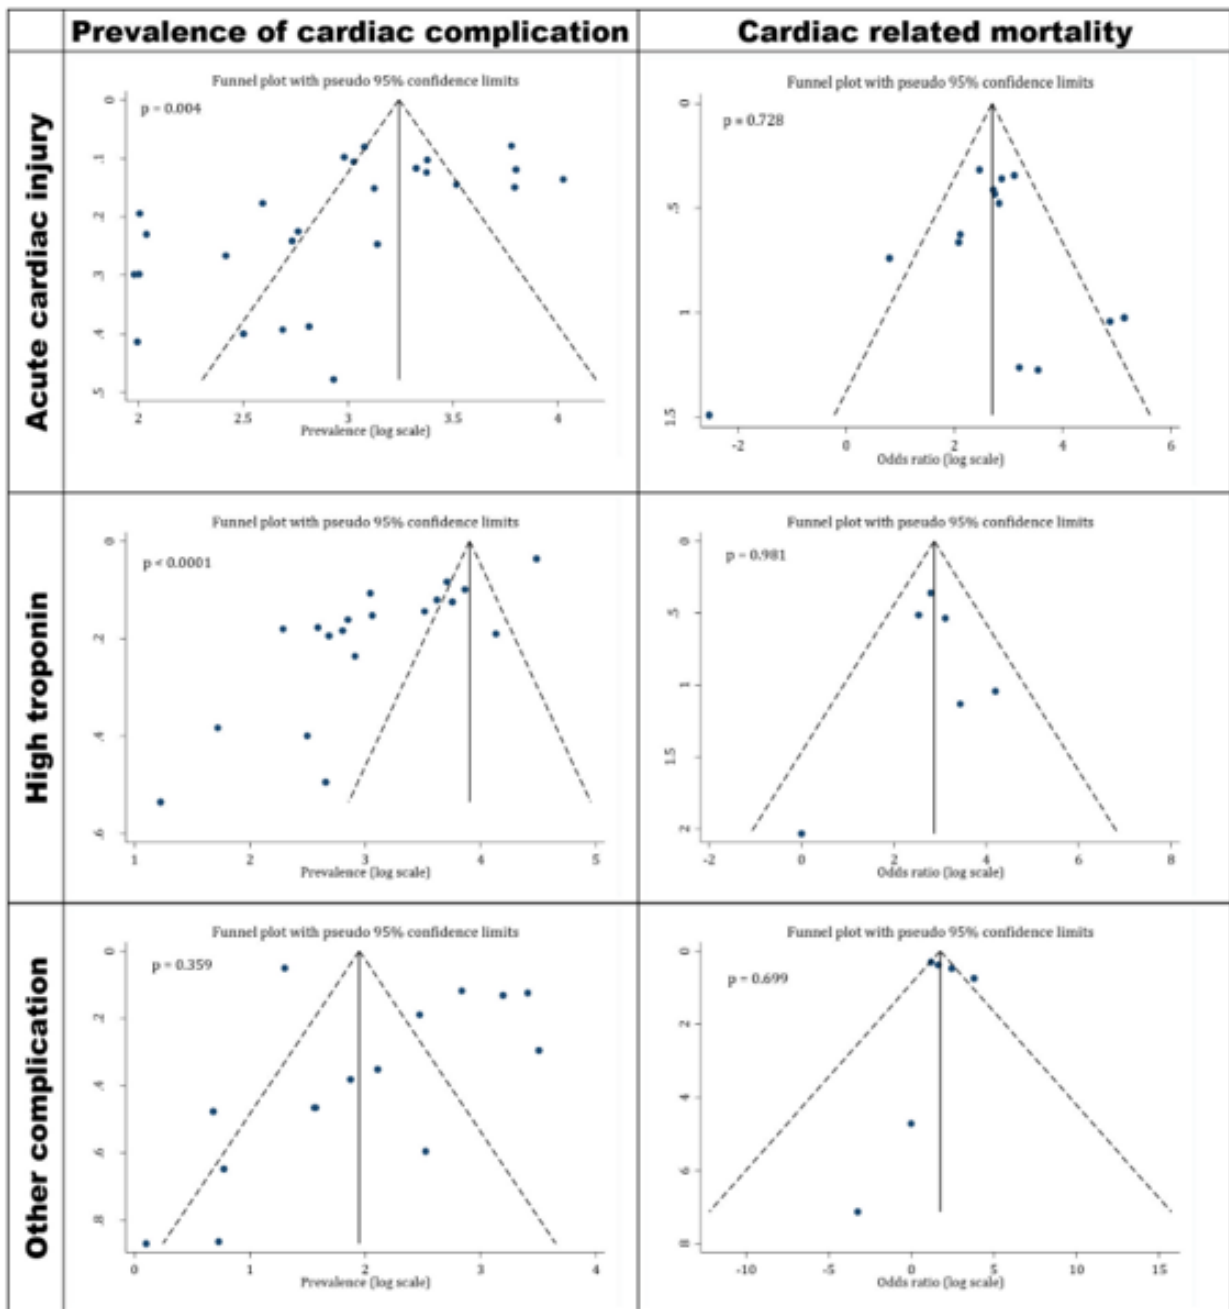 Prevalence of cardiac complication
Cardiac related mortality
Acute cardiac injury
Funnel plot with pseudo 95% confidence limits
p = 0.004
0
.1
.2
.3
.4
.5
2
2.5
3
3.5
4
Prevalence (log scale)
Funnel plot with pseudo 95% confidence limits
p = 0.728
0
.5
1
1.5
-2
0
2
4
6
Odds ratio (log scale)
High troponin
Funnel plot with pseudo 95% confidence limits
p < 0.0001
0
.2
.4
.6
1
2
3
4
5
Prevalence (log scale)
Funnel plot with pseudo 95% confidence limits
p = 0.981
0
.5
1
1.5
2
-2
0
2
4
6
8
Odds ratio (log scale)
Other complication
Funnel plot with pseudo 95% confidence limits
p = 0.359
0
.2
.4
.6
.8
0
1
2
3
4
Prevalence (log scale)
Funnel plot with pseudo 95% confidence limits
p = 0.699
0
2
4
6
8
-10
-5
0
5
10
15
Odds ratio (log scale)